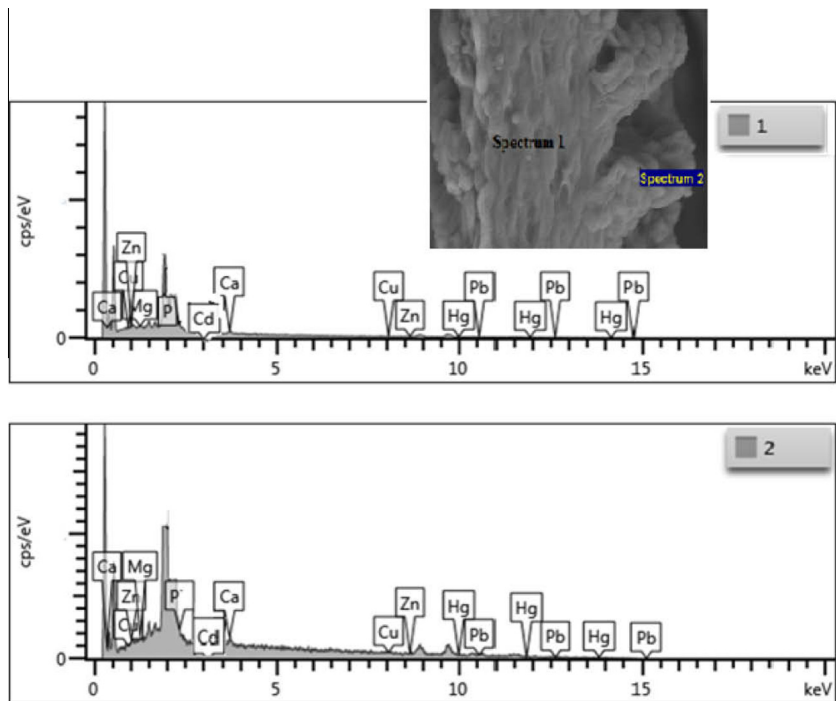 Spectrum 1
Spectrum 2
1
cps/eV
Zn
Cu
Ca
Mg
P
Cd
Ca
Cu
Zn
Hg
Pb
Hg
Pb
Hg
Pb
0
0 5 10 15 keV
2
cps/eV
Ca
Mg
Zn
P
Cd
Ca
Cu
Zn
Hg
Pb
Hg
Pb
Hg
Pb
0
0 5 10 15 keV